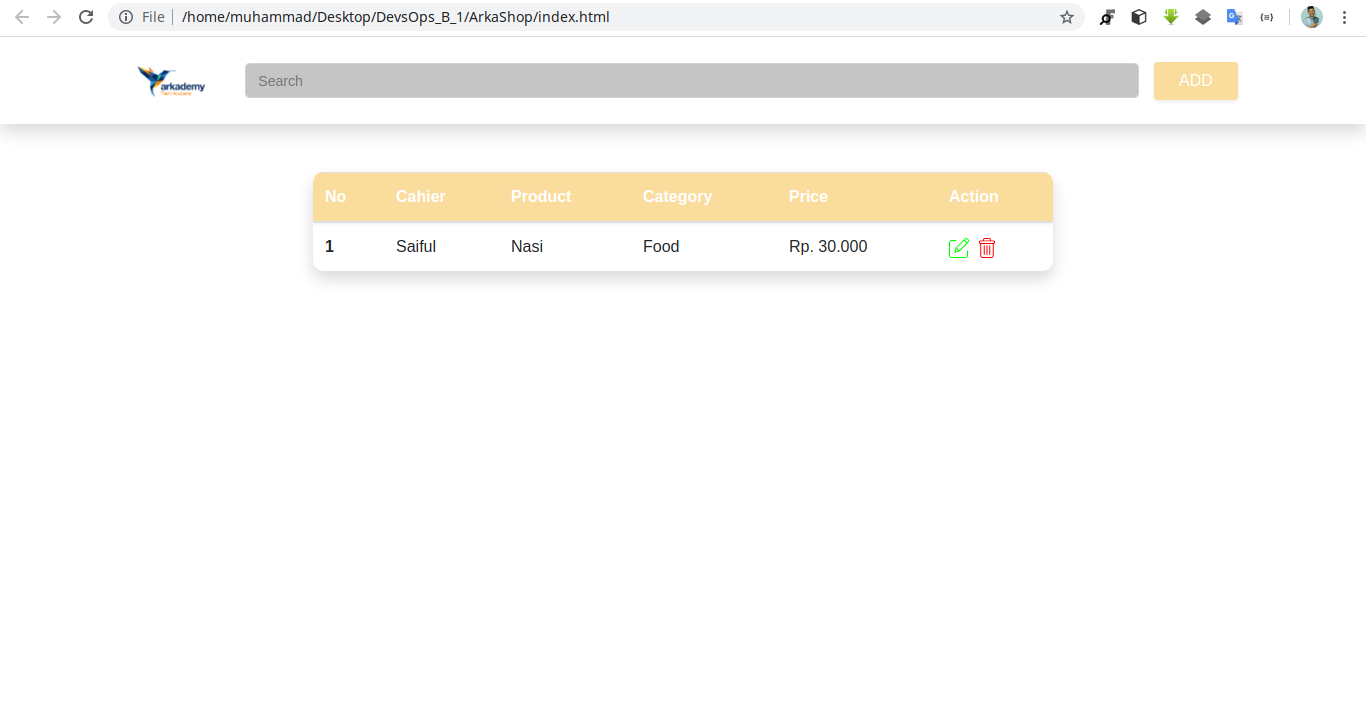 File /home/muhammad/Desktop/DevsOps_B_1/ArkaShop/index.html
arkademy
Search
ADD
No Cahier Product Category Price Action
1 Saiful Nasi Food Rp. 30.000